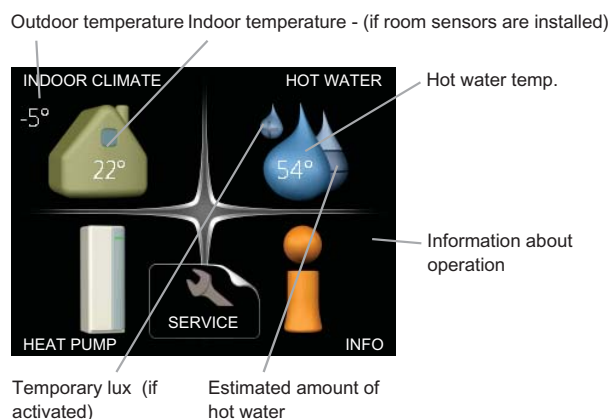 Outdoor temperature Indoor temperature - (if room sensors are installed)
INDOOR CLIMATE
HOT WATER
Hot water temp.
-5°
22°
54°
Information about
operation
SERVICE
HEAT PUMP
INFO
Temporary lux (if
activated)
Estimated amount of
hot water